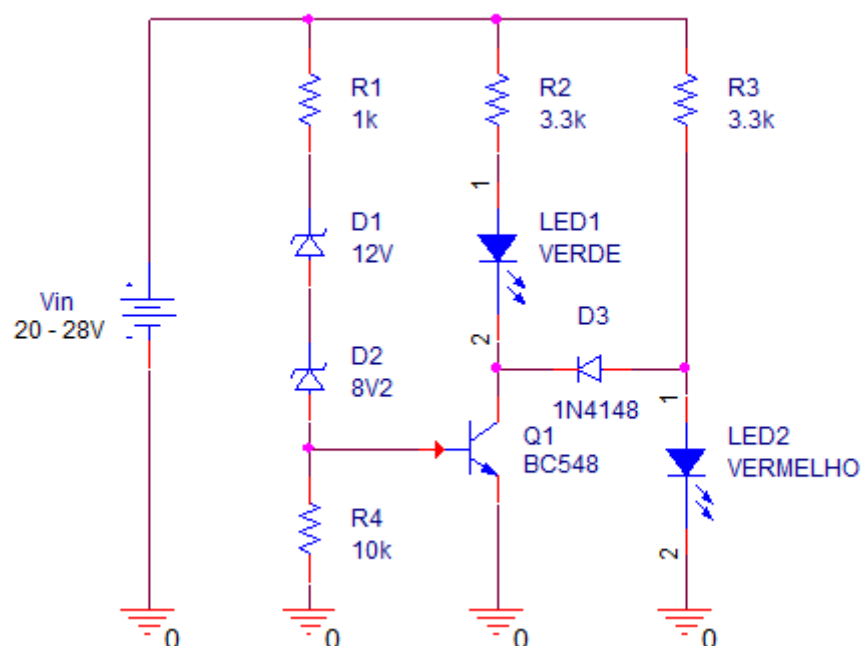 R1
1k
R2
3.3k
R3
3.3k
1
D1
12V
LED1
VERDE
Vin
20 - 28V
2
D3
D2
8V2
1N4148
1
Q1
BC548
LED2
VERMELHO
R4
10k
2
0
0
0
0